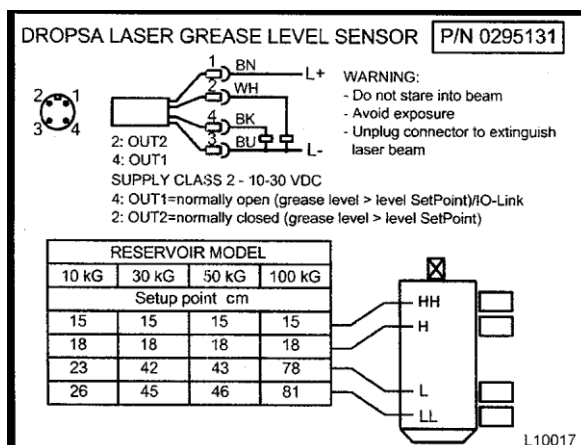 DROPSA LASER GREASE LEVEL SENSOR P/N 0295131
1 BN L+
2 WH
4 BK
3 BU L-
2 1
3 4
2: OUT2
4: OUT1
WARNING:
- Do not stare into beam
- Avoid exposure
- Unplug connector to extinguish
laser beam
SUPPLY CLASS 2 - 10-30 VDC
4: OUT1=normally open (grease level > level SetPoint)/IO-Link
2: OUT2=normally closed (grease level > level SetPoint)
RESERVOIR MODEL
10 kG 30 kG 50 kG 100 kG
Setup point cm
15 15 15 15
18 18 18 18
23 42 43 78
26 45 46 81
HH
H
L
LL
L10017